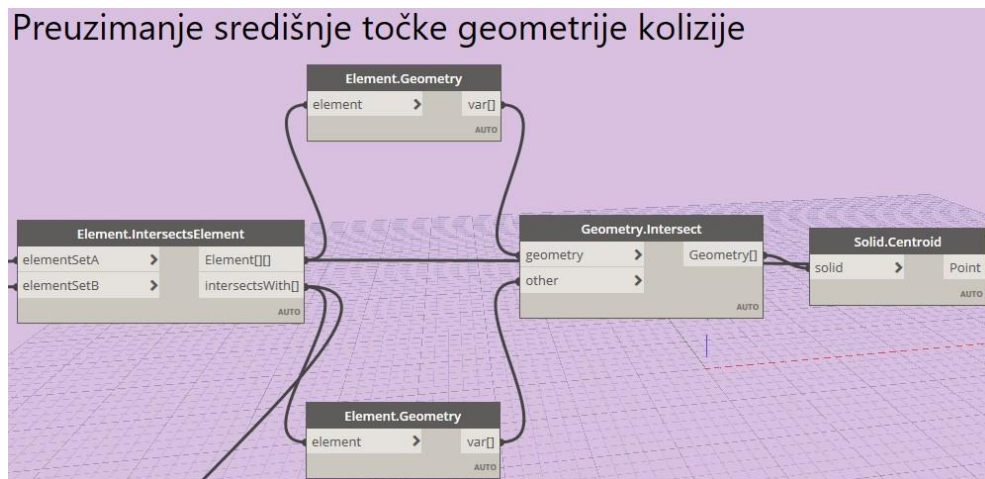 Preuzimanje središnje točke geometrije kolizije
Element.Geometry
element > var[]
AUTO
Element.IntersectsElement
elementSetA > Element[][]
elementSetB > intersectsWith[]
AUTO
Geometry.Intersect
geometry > Geometry[]
other >
AUTO
Solid.Centroid
solid > Point
AUTO
Element.Geometry
element > var[]
AUTO